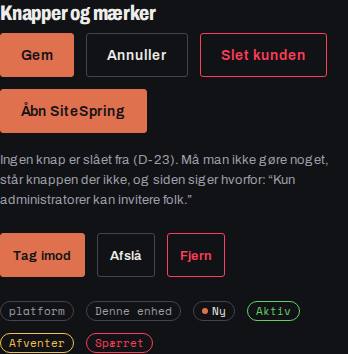 Knapper og mærker
Gem Annuller Slet kunden
Åbn SiteSpring
Ingen knap er slået fra (D-23). Må man ikke gøre noget,
står knappen der ikke, og siden siger hvorfor: “Kun
administratorer kan invitere folk.”
Tag imod Afslå Fjern
platform Denne enhed Ny Aktiv
Afventer Spærret